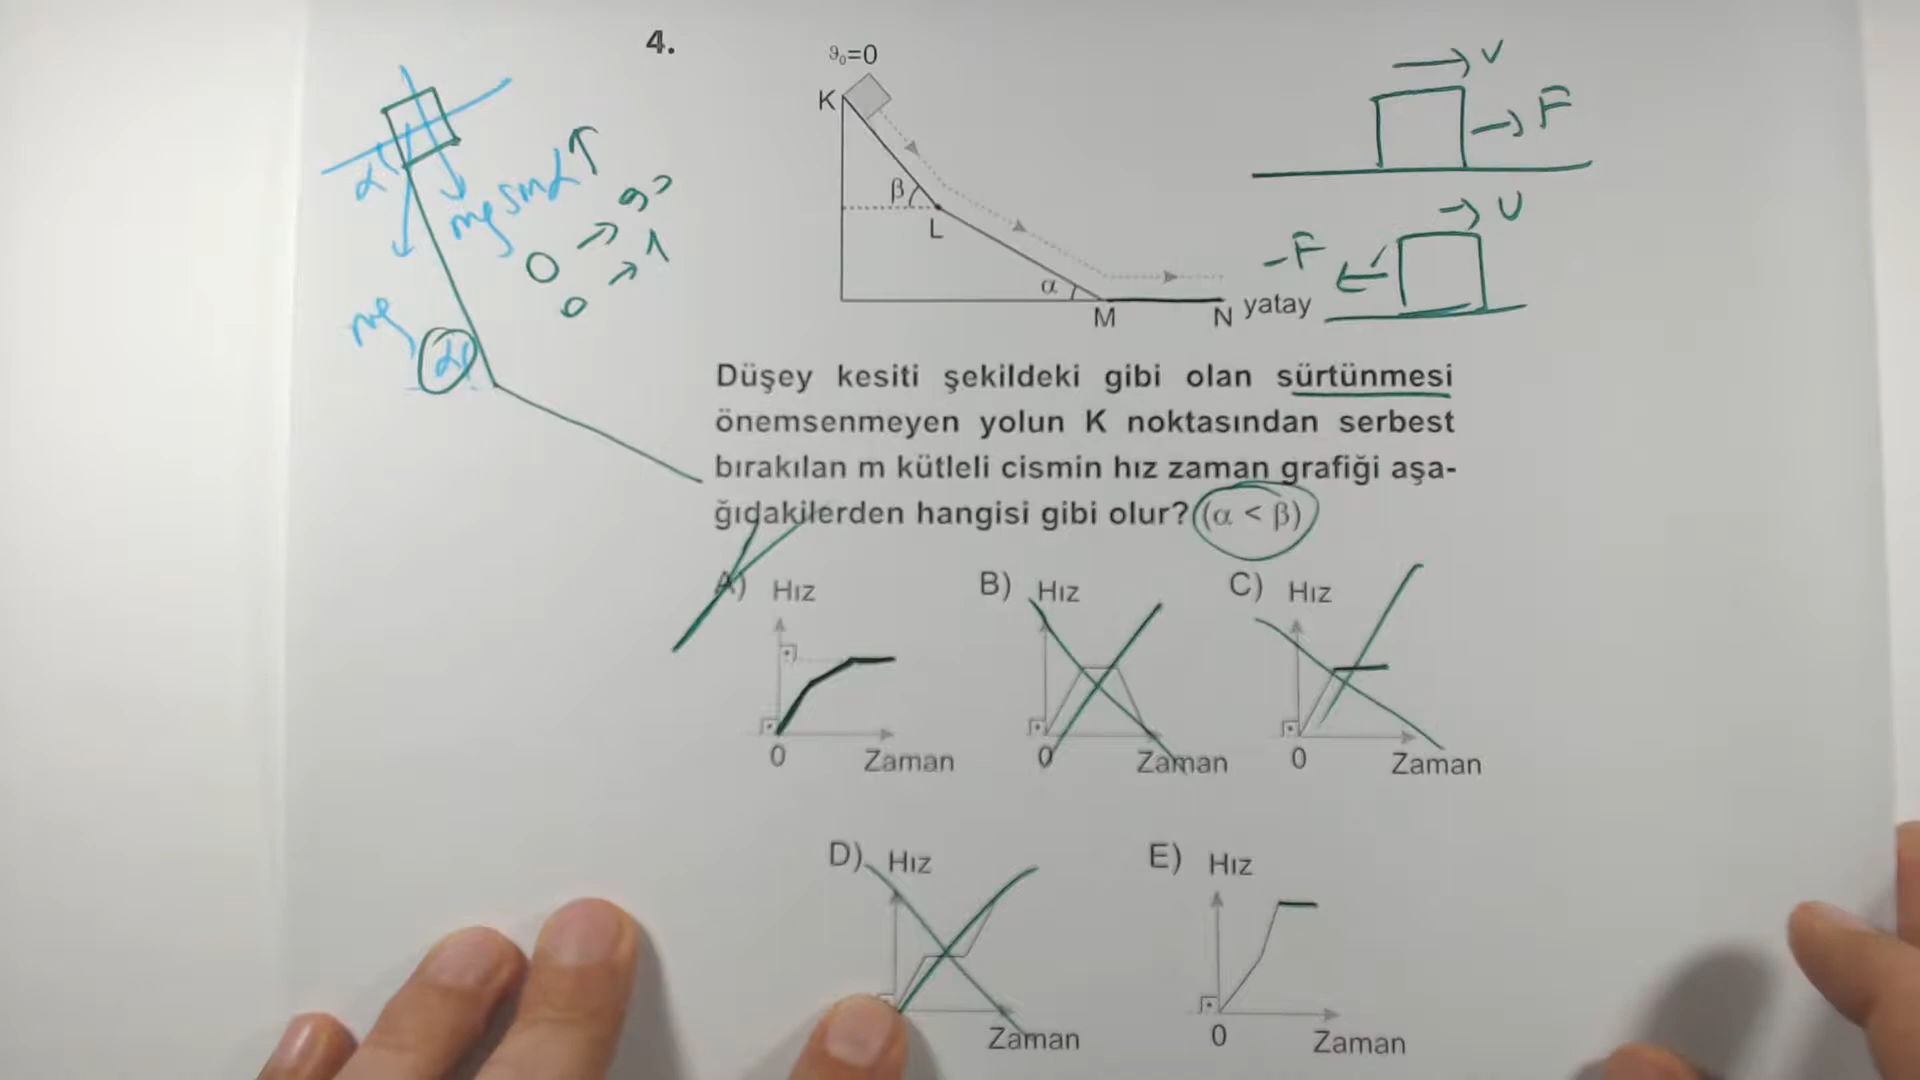 4.
ϑ₀=0
K
β
L
α
M
N yatay
V
F
υ
-F
α
mg sinα
mg
α
Düşey kesiti şekildeki gibi olan sürtünmesi
önemsenmeyen yolun K noktasından serbest
bırakılan m kütleli cismin hız zaman grafiği aşa-
ğıdakilerden hangisi gibi olur? (α < β)
A) Hız
0 Zaman
B) Hız
0 Zaman
C) Hız
0 Zaman
D) Hız
Zaman
E) Hız
0 Zaman